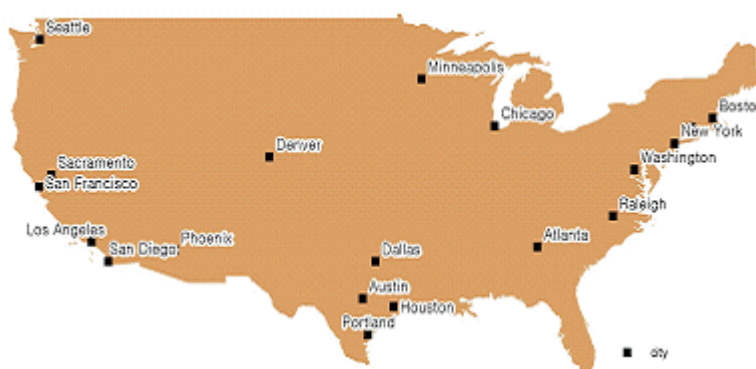 Seattle
Minneapolis
Chicago
Bosto
New York
Denver
Washington
Sacramento
San Francisco
Raleigh
Los Angeles
San Diego
Phoenix
Atlanta
Dallas
Austin
Houston
Portland
city